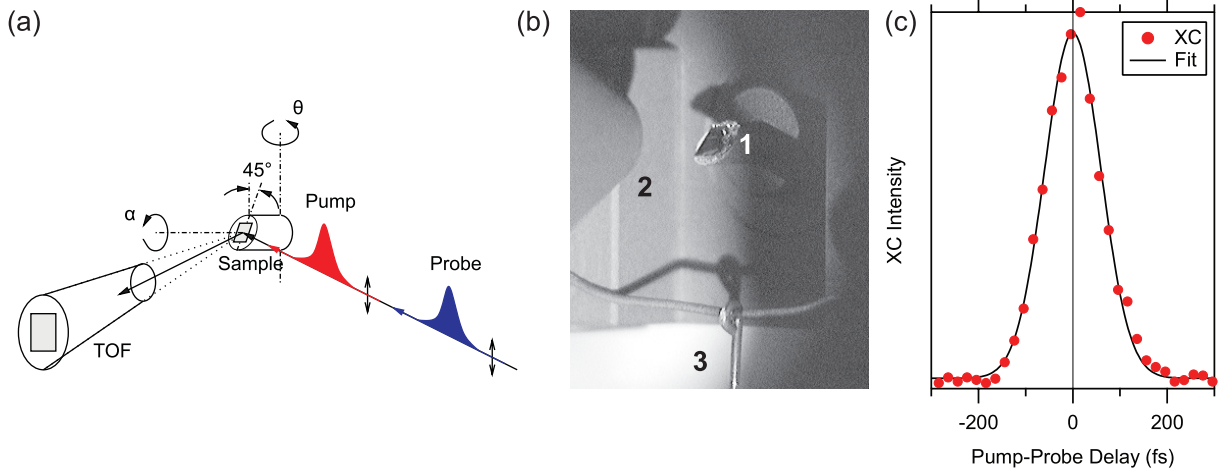 (a)
θ
45°
α
Pump
Sample
Probe
TOF
(b)
1
2
3
(c)
XC
Fit
XC Intensity
-200
0
200
Pump-Probe Delay (fs)